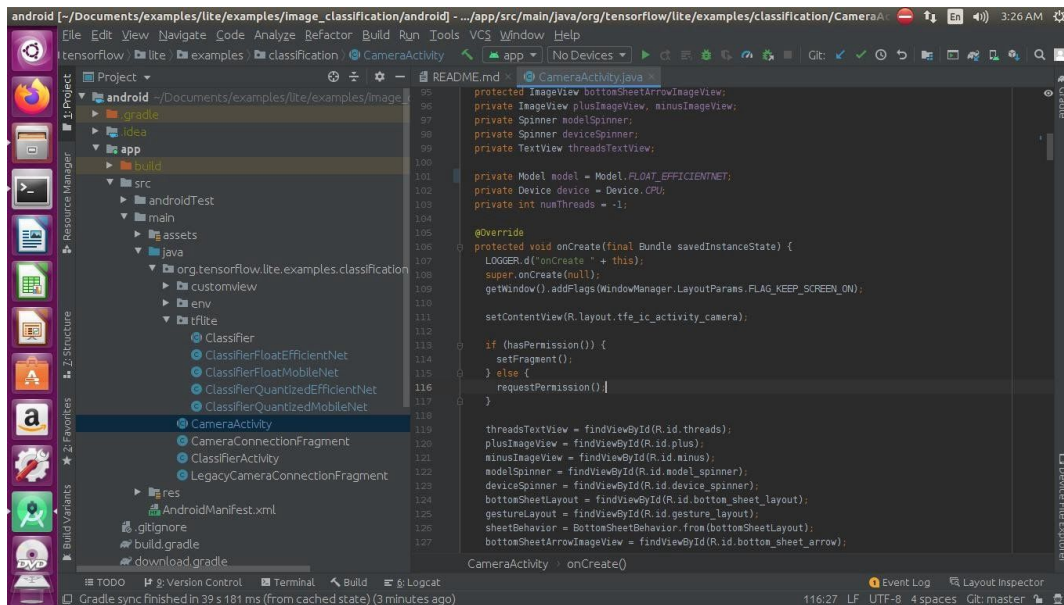 android [~/Documents/examples/lite/examples/image_classification/android] - .../app/src/main/java/org/tensorflow/lite/examples/classification/CameraAc
En
3:26 AM
File Edit View Navigate Code Analyze Refactor Build Run Tools VCS Window Help
tensorflow lite examples classification CameraActivity
app
No Devices
Git:
Project
README.md
CameraActivity.java
1: Project
Resource Manager
Z: Structure
2: Favorites
Build Variants
android ~/Documents/examples/lite/examples/image_c
.gradle
.idea
app
build
src
androidTest
main
assets
java
org.tensorflow.lite.examples.classification
customview
env
tflite
Classifier
ClassifierFloatEfficientNet
ClassifierFloatMobileNet
ClassifierQuantizedEfficientNet
ClassifierQuantizedMobileNet
CameraActivity
CameraConnectionFragment
ClassifierActivity
LegacyCameraConnectionFragment
res
AndroidManifest.xml
.gitignore
build.gradle
download.gradle
95 protected ImageView bottomSheetArrowImageView;
96 private ImageView plusImageView, minusImageView;
97 private Spinner modelSpinner;
98 private Spinner deviceSpinner;
99 private TextView threadsTextView;
100
101 private Model model = Model.FLOAT_EFFICIENTNET;
102 private Device device = Device.CPU;
103 private int numThreads = -1;
104
105 @Override
106 protected void onCreate(final Bundle savedInstanceState) {
107 LOGGER.d("onCreate " + this);
108 super.onCreate(null);
109 getWindow().addFlags(WindowManager.LayoutParams.FLAG_KEEP_SCREEN_ON);
110
111 setContentView(R.layout.tfe_ic_activity_camera);
112
113 if (hasPermission()) {
114 setFragment();
115 } else {
116 requestPermission();
117 }
118
119 threadsTextView = findViewById(R.id.threads);
120 plusImageView = findViewById(R.id.plus);
121 minusImageView = findViewById(R.id.minus);
122 modelSpinner = findViewById(R.id.model_spinner);
123 deviceSpinner = findViewById(R.id.device_spinner);
124 bottomSheetLayout = findViewById(R.id.bottom_sheet_layout);
125 gestureLayout = findViewById(R.id.gesture_layout);
126 sheetBehavior = BottomSheetBehavior.from(bottomSheetLayout);
127 bottomSheetArrowImageView = findViewById(R.id.bottom_sheet_arrow);
CameraActivity onCreate()
Gradle
Device File Explorer
TODO
9: Version Control
Terminal
Build
6: Logcat
Event Log
Layout Inspector
Gradle sync finished in 39 s 181 ms (from cached state) (3 minutes ago)
116:27 LF UTF-8 4 spaces Git: master
DVD